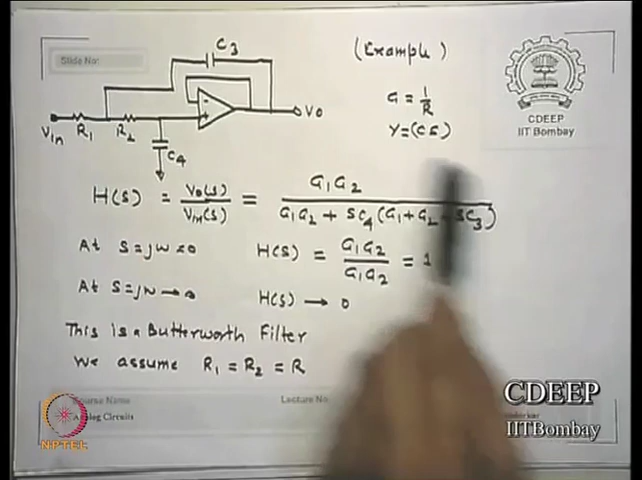 Slide No:
(Example)
C3
G = 1/R
Y = (CS)
CDEEP
IIT Bombay
Vin R1 R2 - + Vo
C4
H(S) = Vo(s)/VIN(s) = G1G2 / G1G2 + SC4(G1+G2+SC3)
At S=jω=0 H(S) = G1G2/G1G2 = 1
At S=jω→∞ H(S) → 0
This is a Butterworth Filter
We assume R1 = R2 = R
Course Name
Lecture No
Analog Circuits
NPTEL
CDEEP
IIT Bombay